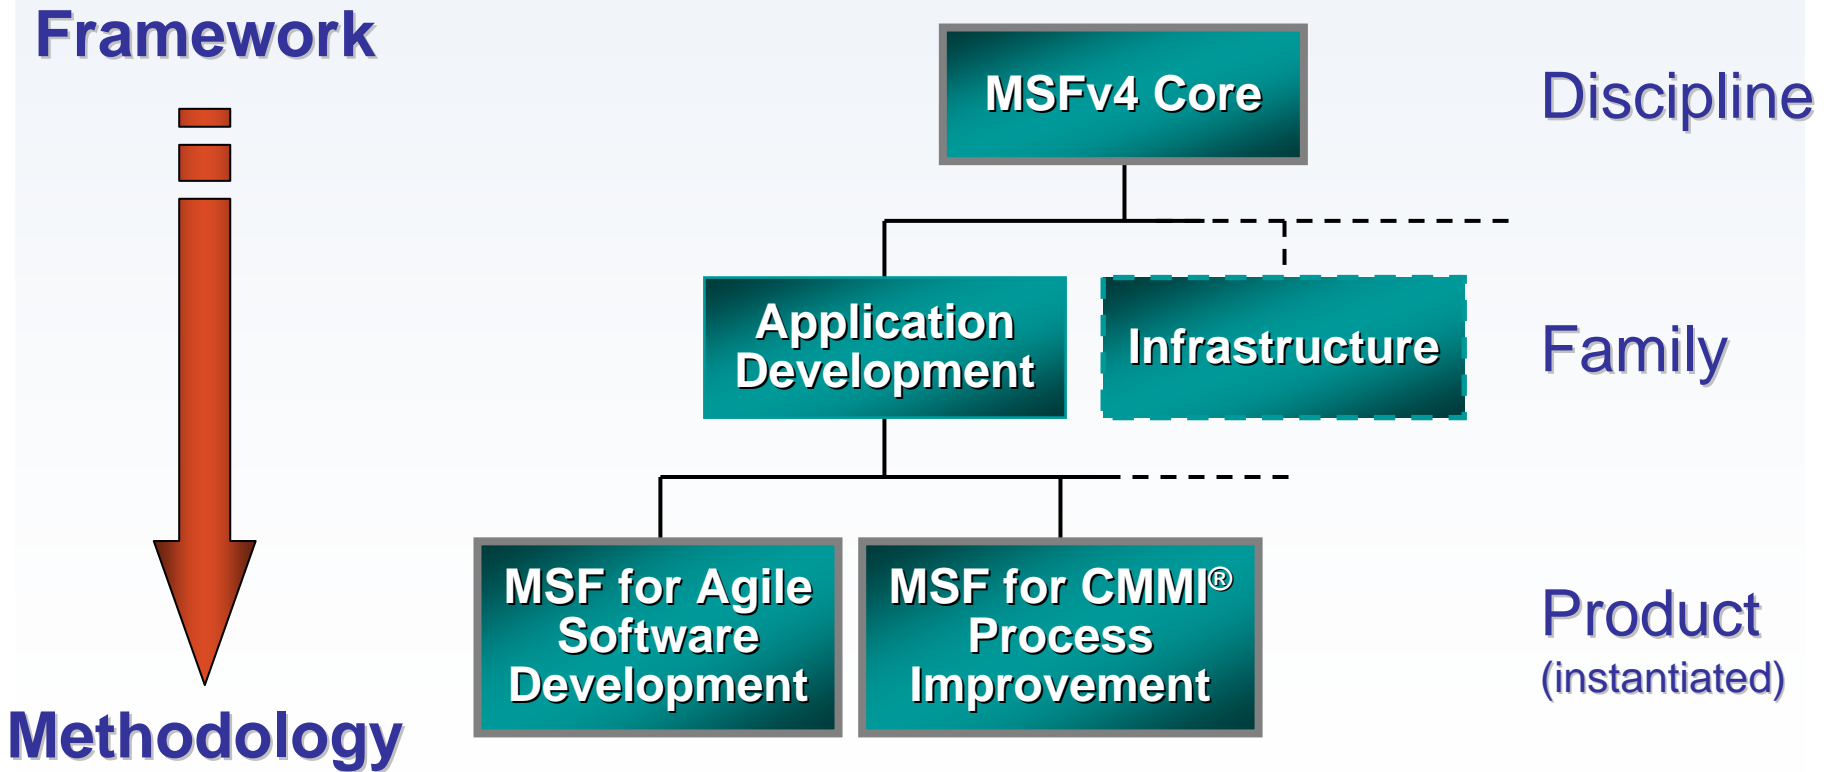 Framework
MSFv4 Core
Discipline
Application
Development
Infrastructure
Family
MSF for Agile
Software
Development
MSF for CMMI®
Process
Improvement
Product
(instantiated)
Methodology